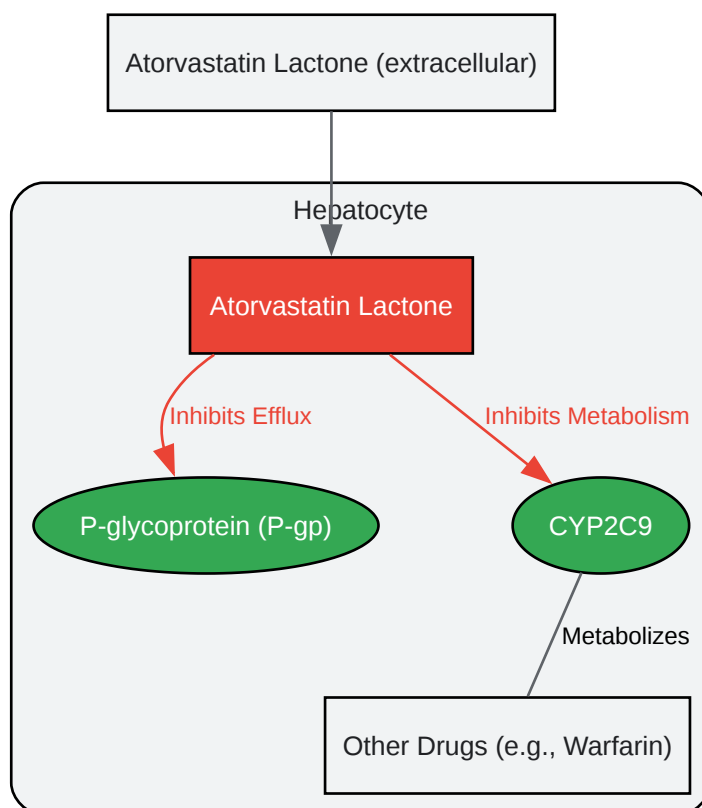 Atorvastatin Lactone (extracellular)
Hepatocyte
Atorvastatin Lactone
Inhibits Efflux
Inhibits Metabolism
P-glycoprotein (P-gp)
CYP2C9
Metabolizes
Other Drugs (e.g., Warfarin)